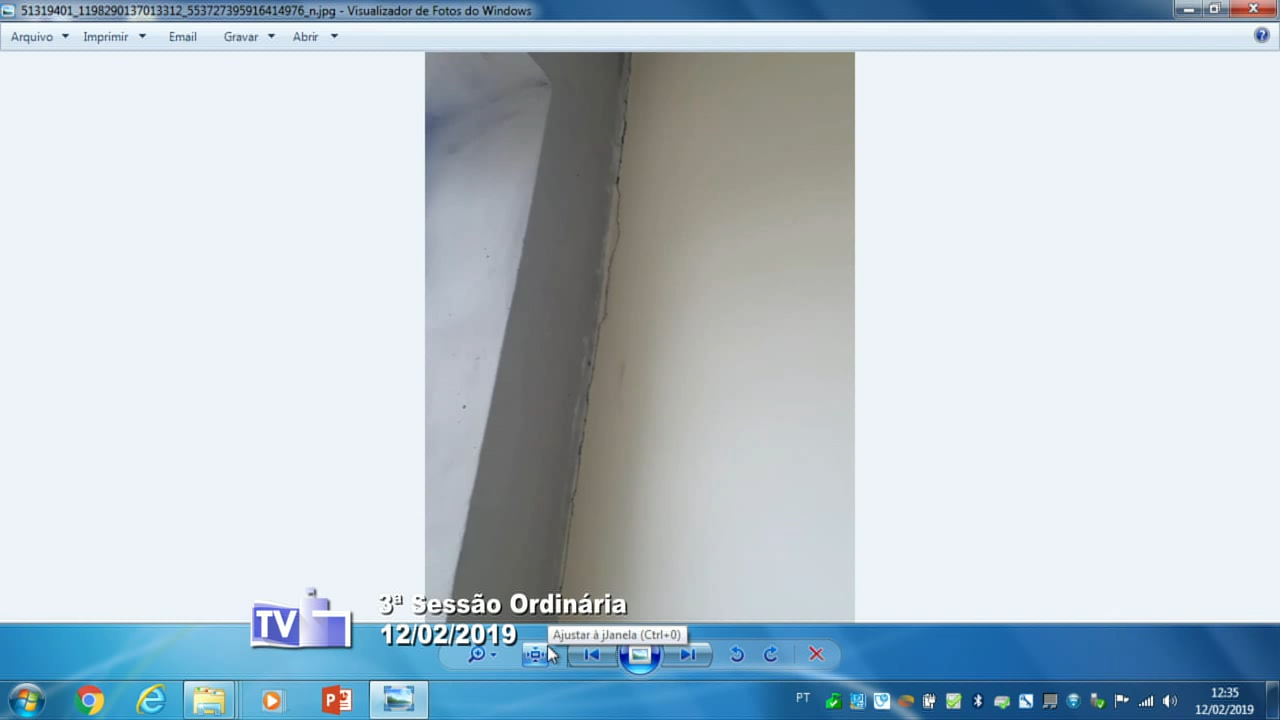 51319401_1198290137013312_553727395916414976_n.jpg - Visualizador de Fotos do Windows
Arquivo Imprimir Email Gravar Abrir
TV
3ª Sessão Ordinária
12/02/2019
Ajustar à jJanela (Ctrl+0)
PT
12:35
12/02/2019